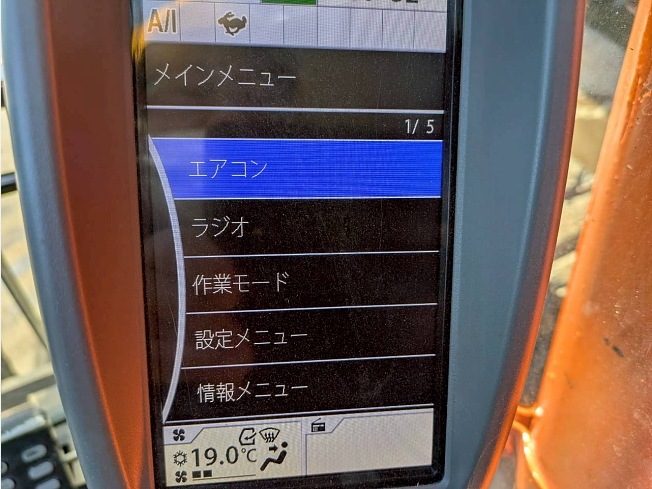 A/I
メインメニュー
1/ 5
エアコン
ラジオ
作業モード
設定メニュー
情報メニュー
19.0℃